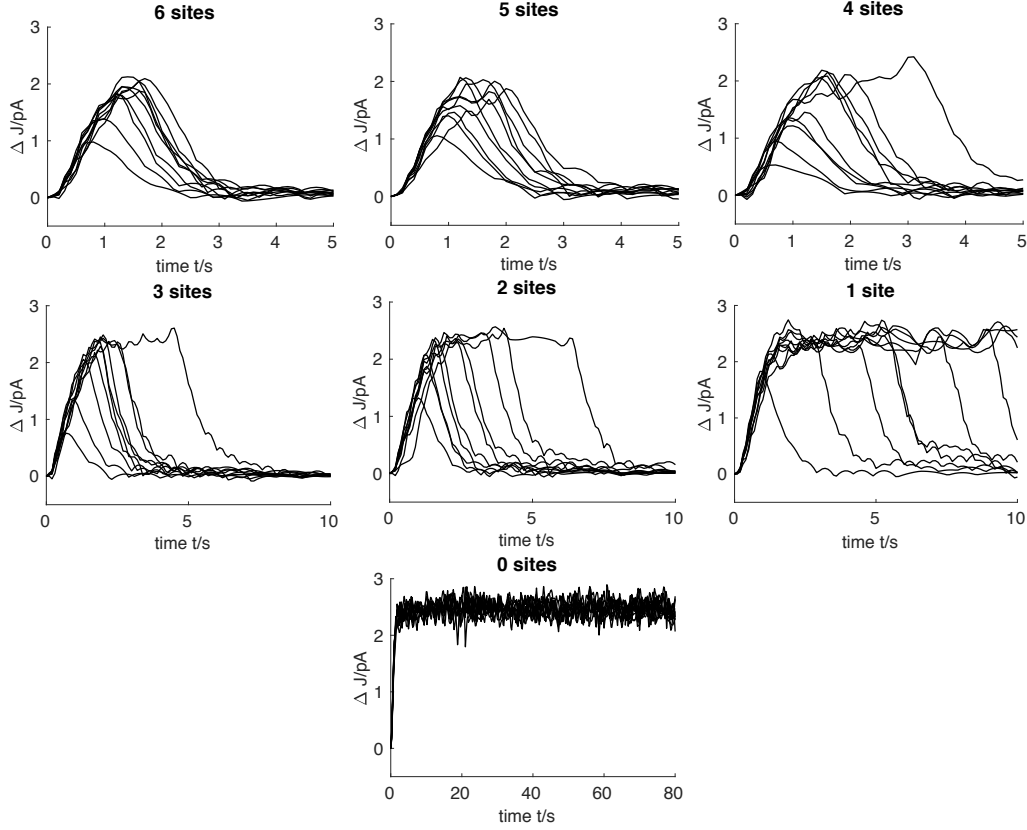 6 sites
3
2
1
0
Δ J/pA
0 1 2 3 4 5
time t/s
5 sites
3
2
1
0
Δ J/pA
0 1 2 3 4 5
time t/s
4 sites
3
2
1
0
Δ J/pA
0 1 2 3 4 5
time t/s
3 sites
3
2
1
0
Δ J/pA
0 5 10
time t/s
2 sites
3
2
1
0
Δ J/pA
0 5 10
time t/s
1 site
3
2
1
0
Δ J/pA
0 5 10
time t/s
0 sites
3
2
1
0
Δ J/pA
0 20 40 60 80
time t/s